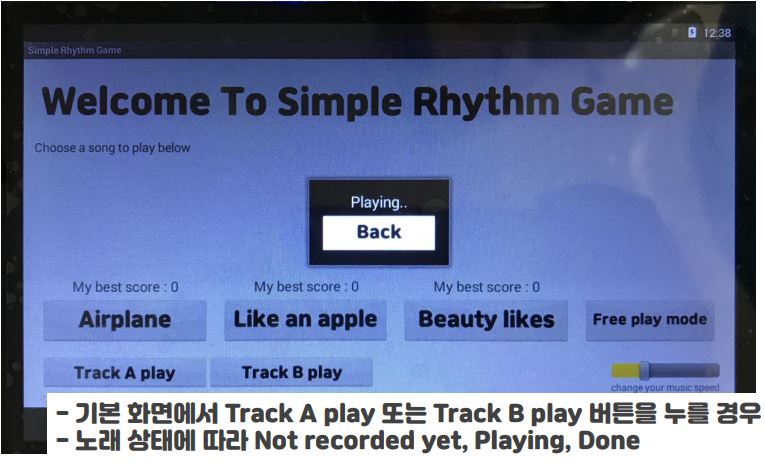 12:38
Simple Rhythm Game
Welcome To Simple Rhythm Game
Choose a song to play below
Playing..
Back
My best score : 0
My best score : 0
My best score : 0
Airplane
Like an apple
Beauty likes
Free play mode
Track A play
Track B play
change your music speed
- 기본 화면에서 Track A play 또는 Track B play 버튼을 누를 경우
- 노래 상태에 따라 Not recorded yet, Playing, Done